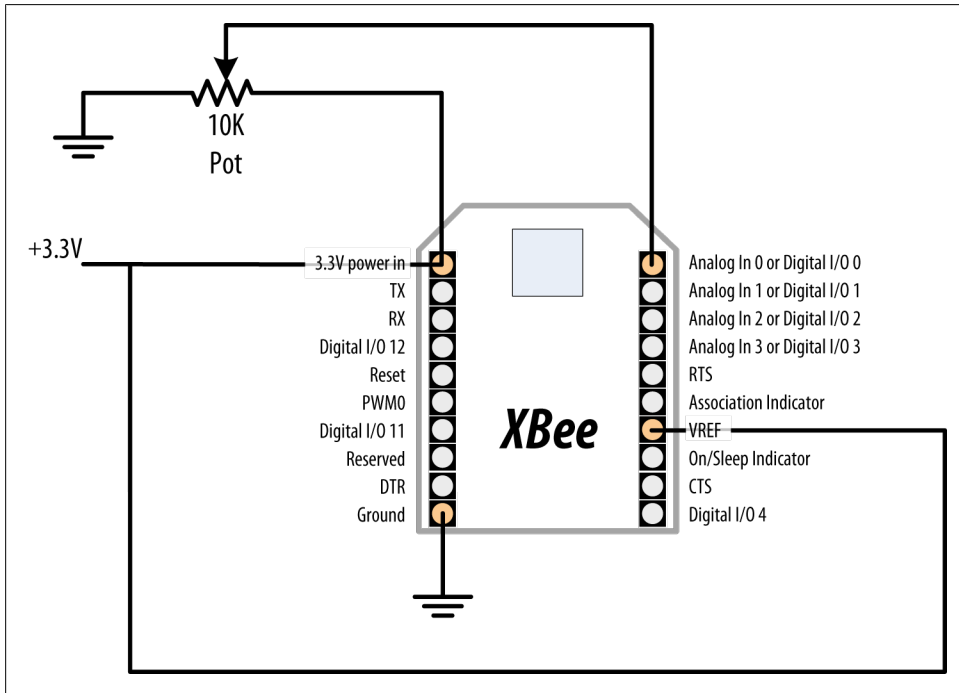 10K
Pot
+3.3V
3.3V power in
TX
RX
Digital I/O 12
Reset
PWM0
Digital I/O 11
Reserved
DTR
Ground
XBee
Analog In 0 or Digital I/O 0
Analog In 1 or Digital I/O 1
Analog In 2 or Digital I/O 2
Analog In 3 or Digital I/O 3
RTS
Association Indicator
VREF
On/Sleep Indicator
CTS
Digital I/O 4